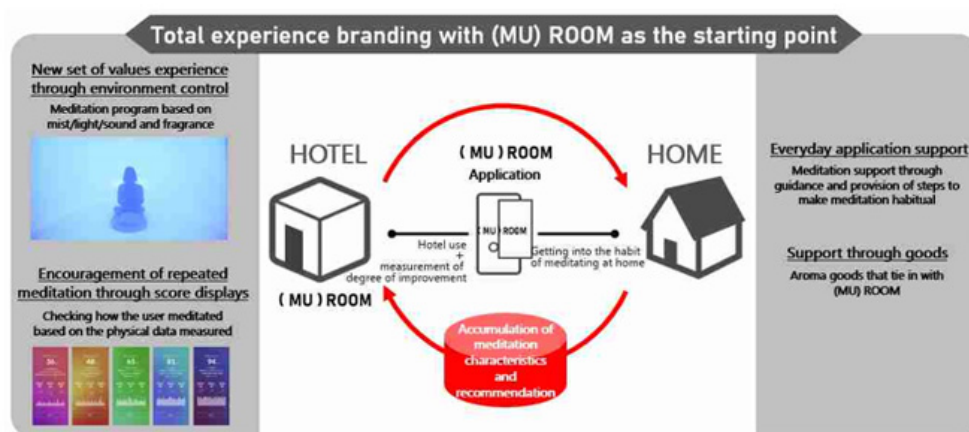 Total experience branding with (MU) ROOM as the starting point
New set of values experience
through environment control
Meditation program based on
mist/light/sound and fragrance
Encouragement of repeated
meditation through score displays
Checking how the user meditated
based on the physical data measured
HOTEL
( MU ) ROOM
( MU ) ROOM
Application
HOME
( MU ) ROOM
Hotel use
+
measurement of
degree of improvement
Getting into the habit
of meditating at home
Accumulation of
meditation
characteristics
and
recommendation
Everyday application support
Meditation support through
guidance and provision of steps to
make meditation habitual
Support through goods
Aroma goods that tie in with
(MU) ROOM